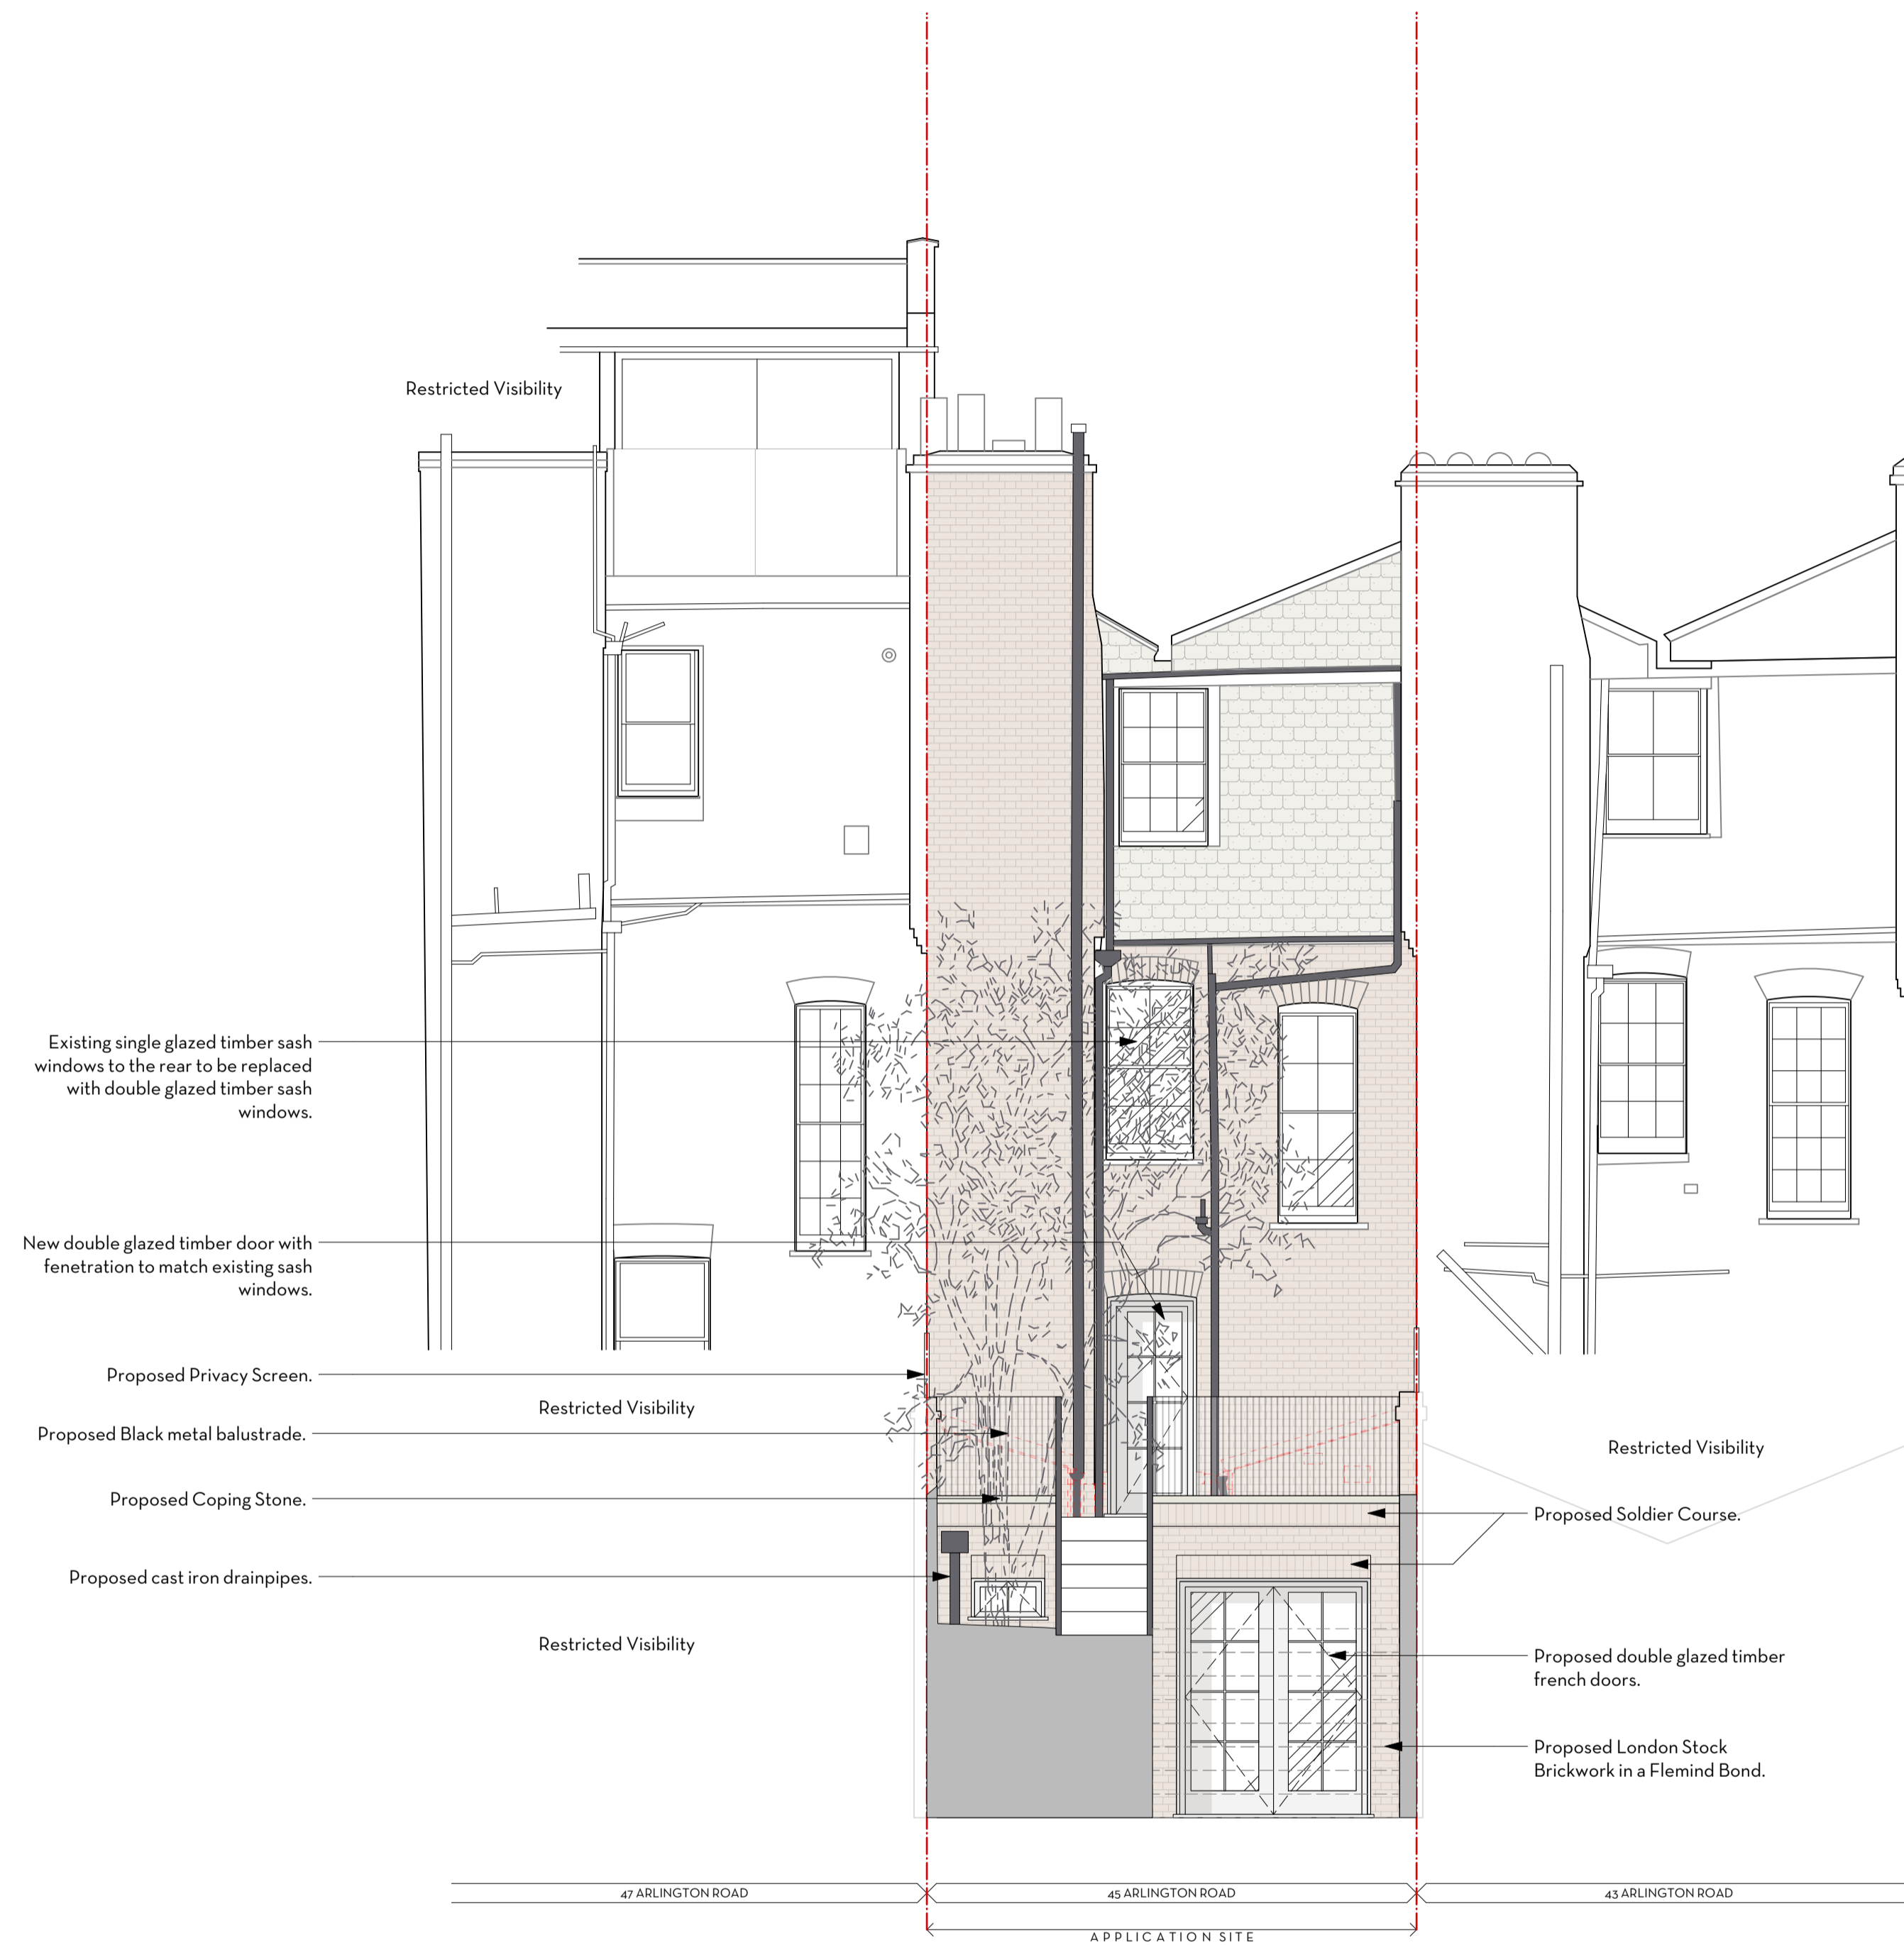 Restricted Visibility
Existing single glazed timber sash
windows to the rear to be replaced
with double glazed timber sash
windows.
New double glazed timber door with
fenetration to match existing sash
windows.
Proposed Privacy Screen.
Restricted Visibility
Proposed Black metal balustrade.
Restricted Visibility
Proposed Coping Stone.
Proposed Soldier Course.
Proposed cast iron drainpipes.
Restricted Visibility
Proposed double glazed timber
french doors.
Proposed London Stock
Brickwork in a Flemind Bond.
47 ARLINGTON ROAD
45 ARLINGTON ROAD
43 ARLINGTON ROAD
APPLICATION SITE